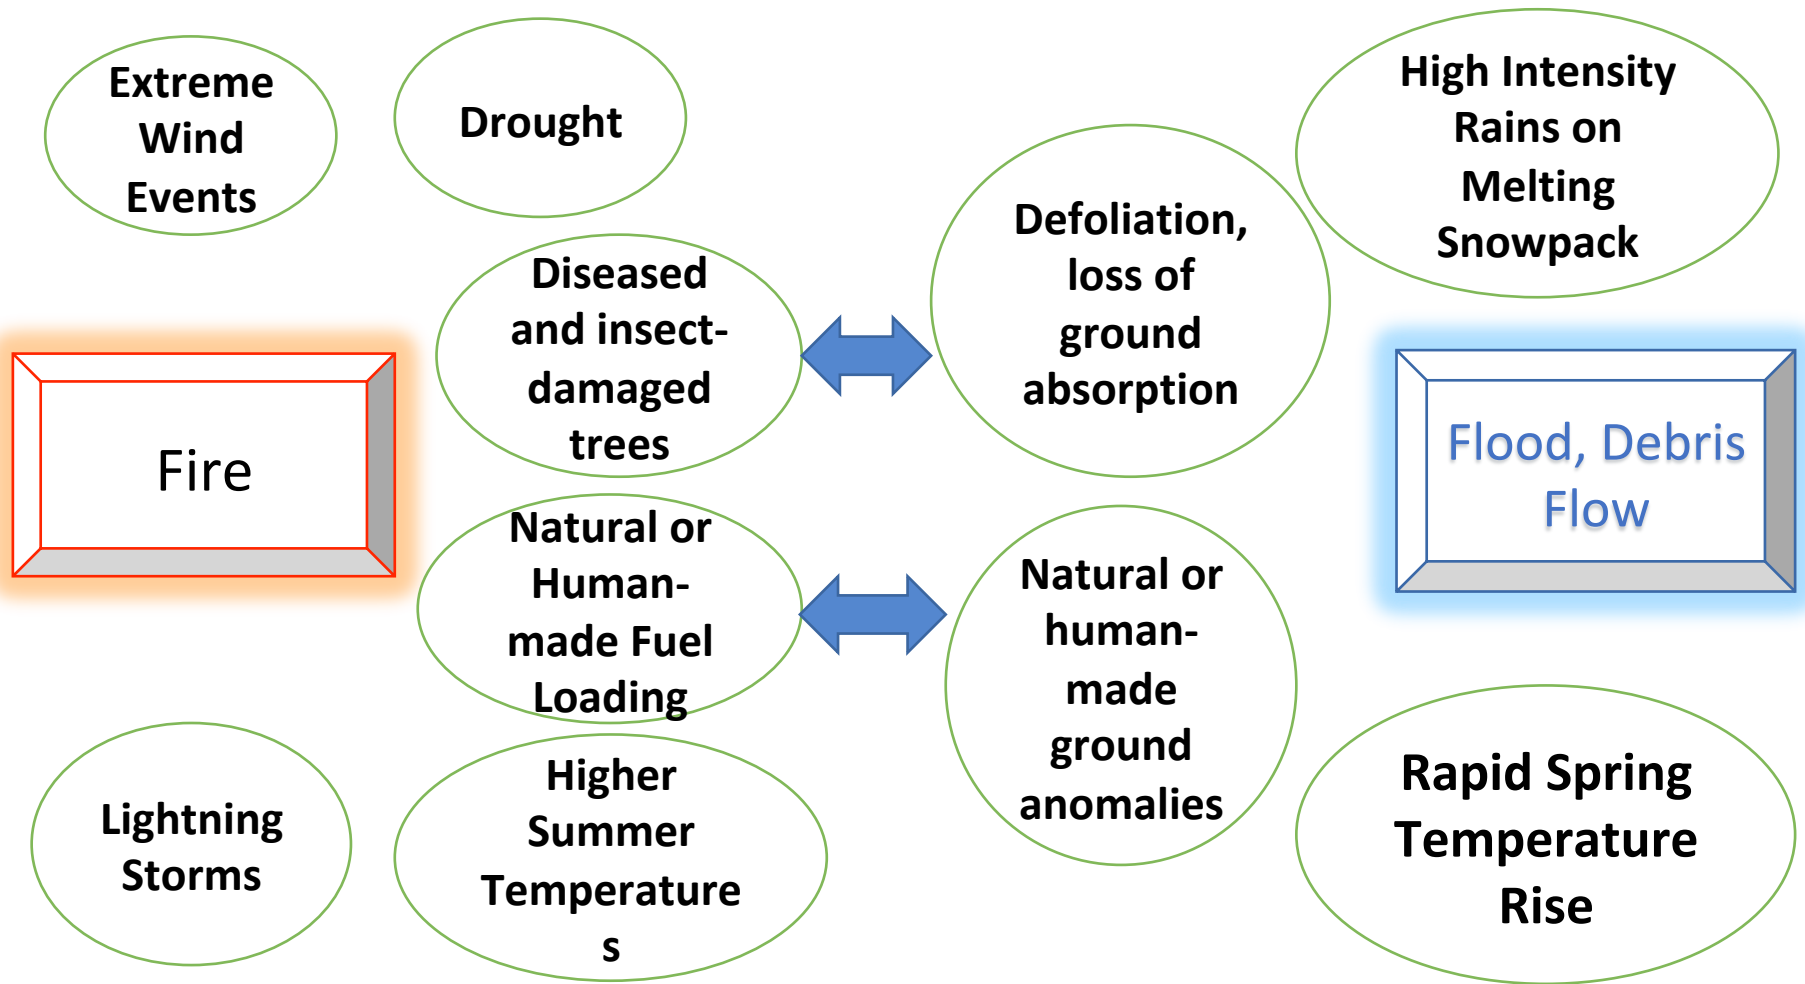 Extreme
Wind
Events
Drought
High Intensity
Rains on
Melting
Snowpack
Defoliation,
loss of
ground
absorption
Diseased
and insect-
damaged
trees
Fire
Flood, Debris
Flow
Natural or
Human-
made Fuel
Loading
Natural or
human-
made
ground
anomalies
Lightning
Storms
Higher
Summer
Temperature
s
Rapid Spring
Temperature
Rise